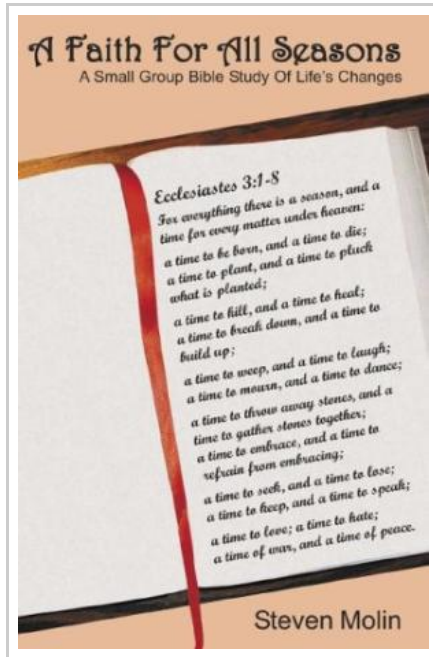 A Faith For All Seasons
A Small Group Bible Study Of Life's Changes
Ecclesiastes 3:1-8
For everything there is a season, and a
time for every matter under heaven:
a time to be born, and a time to die;
a time to plant, and a time to pluck
what is planted;
a time to kill, and a time to heal;
a time to break down, and a time to
build up;
a time to weep, and a time to laugh;
a time to mourn, and a time to dance;
a time to throw away stones, and a
time to gather stones together;
a time to embrace, and a time to
refrain from embracing;
a time to seek, and a time to lose;
a time to keep, and a time to speak;
a time to love; a time to hate;
a time of war, and a time of peace.
Steven Molin